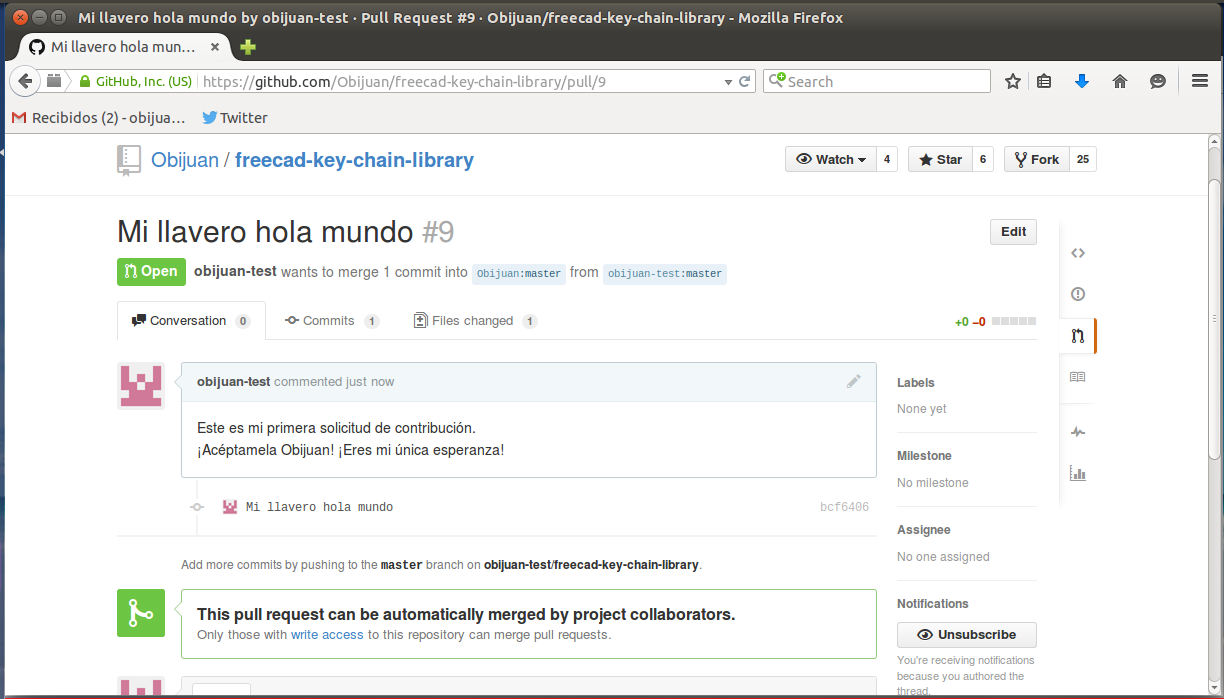 Mi llavero hola mundo by obijuan-test · Pull Request #9 · Obijuan/freecad-key-chain-library - Mozilla Firefox
Mi llavero hola mun...
GitHub, Inc. (US) https://github.com/Obijuan/freecad-key-chain-library/pull/9 Search
Recibidos (2) - obijua... Twitter
Obijuan / freecad-key-chain-library Watch 4 Star 6 Fork 25
Mi llavero hola mundo #9 Edit
Open obijuan-test wants to merge 1 commit into Obijuan:master from obijuan-test:master
Conversation 0 Commits 1 Files changed 1 +0 −0
obijuan-test commented just now
Este es mi primera solicitud de contribución.
¡Acéptamela Obijuan! ¡Eres mi única esperanza!
Mi llavero hola mundo bcf6406
Add more commits by pushing to the master branch on obijuan-test/freecad-key-chain-library.
This pull request can be automatically merged by project collaborators.
Only those with write access to this repository can merge pull requests.
Labels
None yet
Milestone
No milestone
Assignee
No one assigned
Notifications
Unsubscribe
You're receiving notifications
because you authored the
thread.